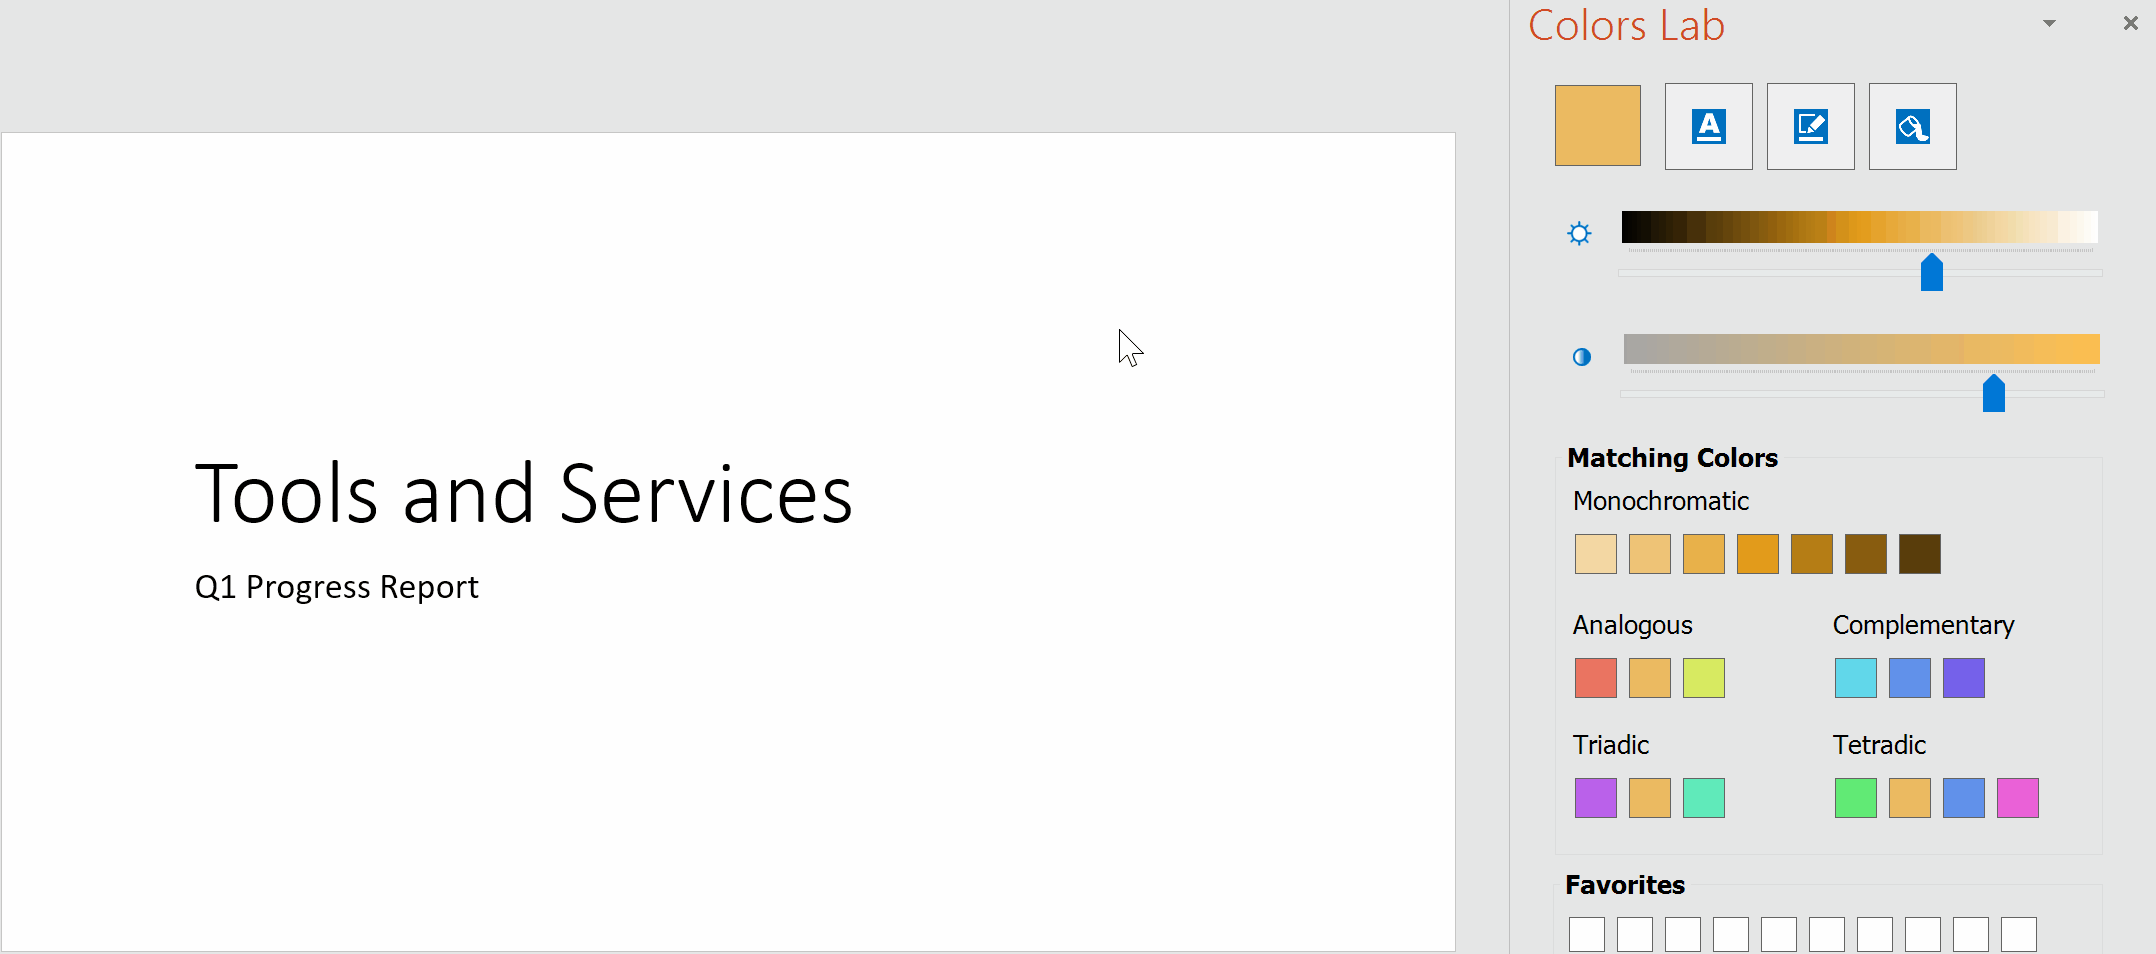 Colors Lab
A
Tools and Services
Q1 Progress Report
Matching Colors
Monochromatic
Analogous
Complementary
Triadic
Tetradic
Favorites